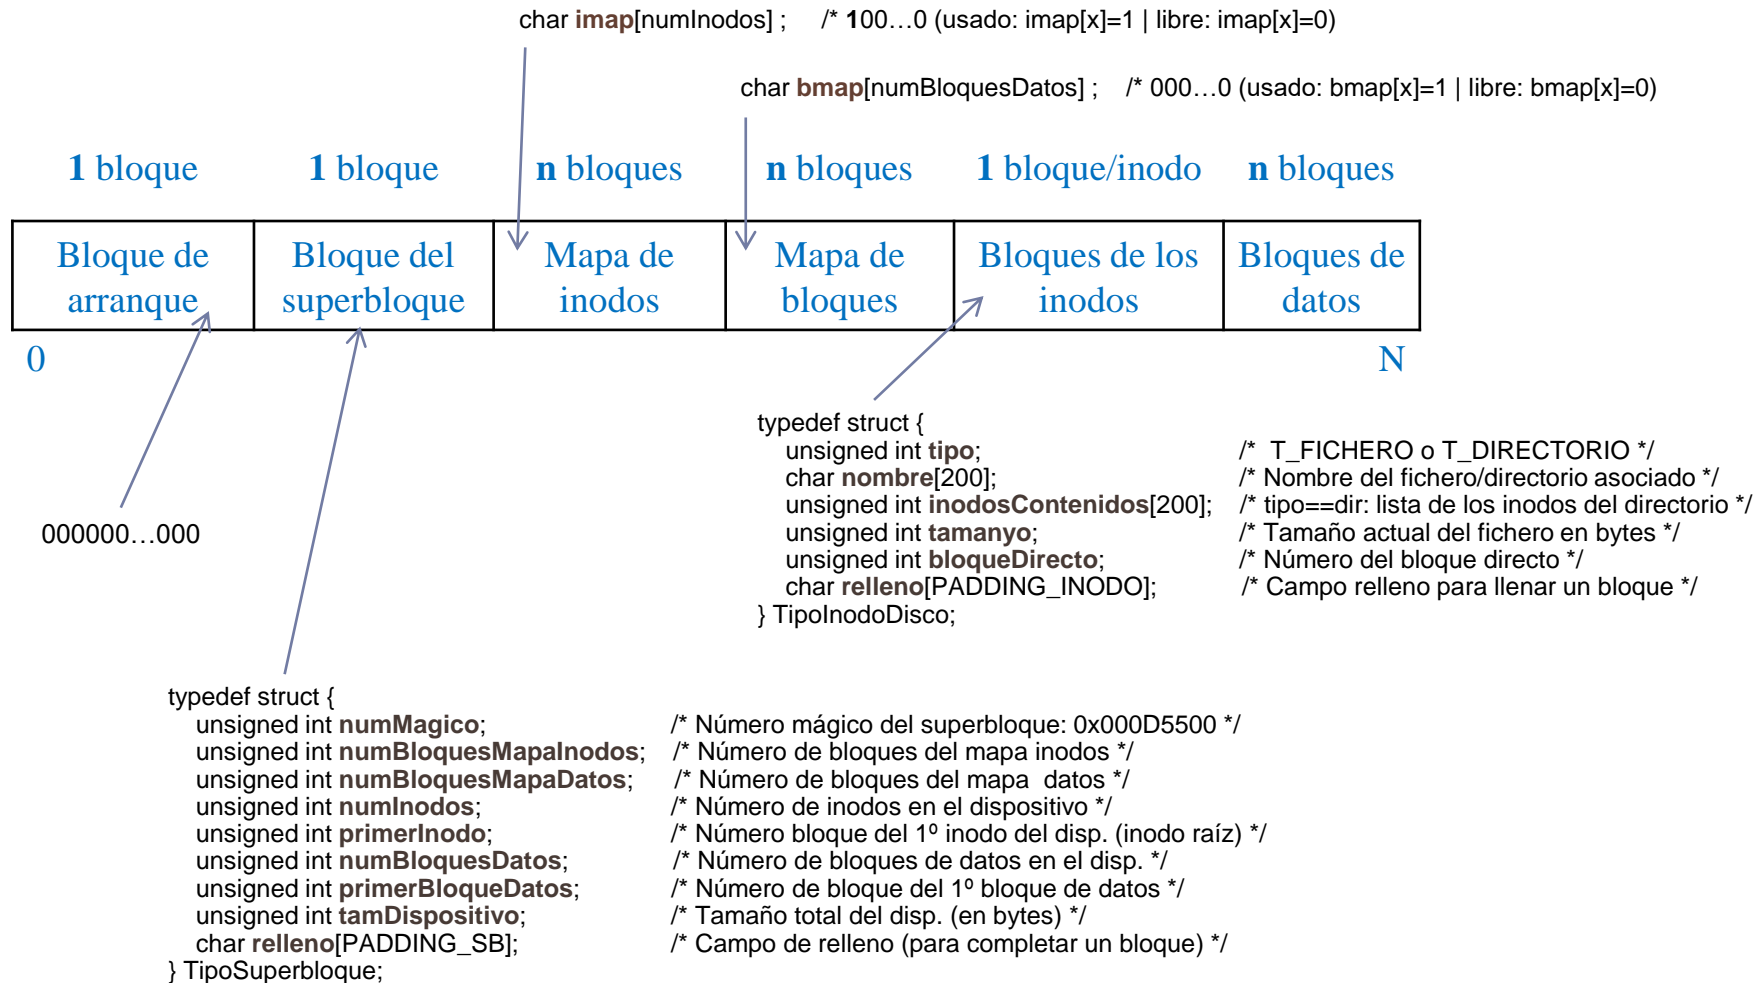 char imap[numInodos] ; /* 100…0 (usado: imap[x]=1 | libre: imap[x]=0)
char bmap[numBloquesDatos] ; /* 000…0 (usado: bmap[x]=1 | libre: bmap[x]=0)
1 bloque 1 bloque n bloques n bloques 1 bloque/inodo n bloques
Bloque de Bloque del Mapa de Mapa de Bloques de los Bloques de
arranque superbloque inodos bloques inodos datos
0 N
typedef struct {
unsigned int tipo; /* T_FICHERO o T_DIRECTORIO */
char nombre[200]; /* Nombre del fichero/directorio asociado */
unsigned int inodosContenidos[200]; /* tipo==dir: lista de los inodos del directorio */
unsigned int tamanyo; /* Tamaño actual del fichero en bytes */
unsigned int bloqueDirecto; /* Número del bloque directo */
char relleno[PADDING_INODO]; /* Campo relleno para llenar un bloque */
} TipoInodoDisco;
000000…000
typedef struct {
unsigned int numMagico; /* Número mágico del superbloque: 0x000D5500 */
unsigned int numBloquesMapaInodos; /* Número de bloques del mapa inodos */
unsigned int numBloquesMapaDatos; /* Número de bloques del mapa datos */
unsigned int numInodos; /* Número de inodos en el dispositivo */
unsigned int primerInodo; /* Número bloque del 1º inodo del disp. (inodo raíz) */
unsigned int numBloquesDatos; /* Número de bloques de datos en el disp. */
unsigned int primerBloqueDatos; /* Número de bloque del 1º bloque de datos */
unsigned int tamDispositivo; /* Tamaño total del disp. (en bytes) */
char relleno[PADDING_SB]; /* Campo de relleno (para completar un bloque) */
} TipoSuperbloque;